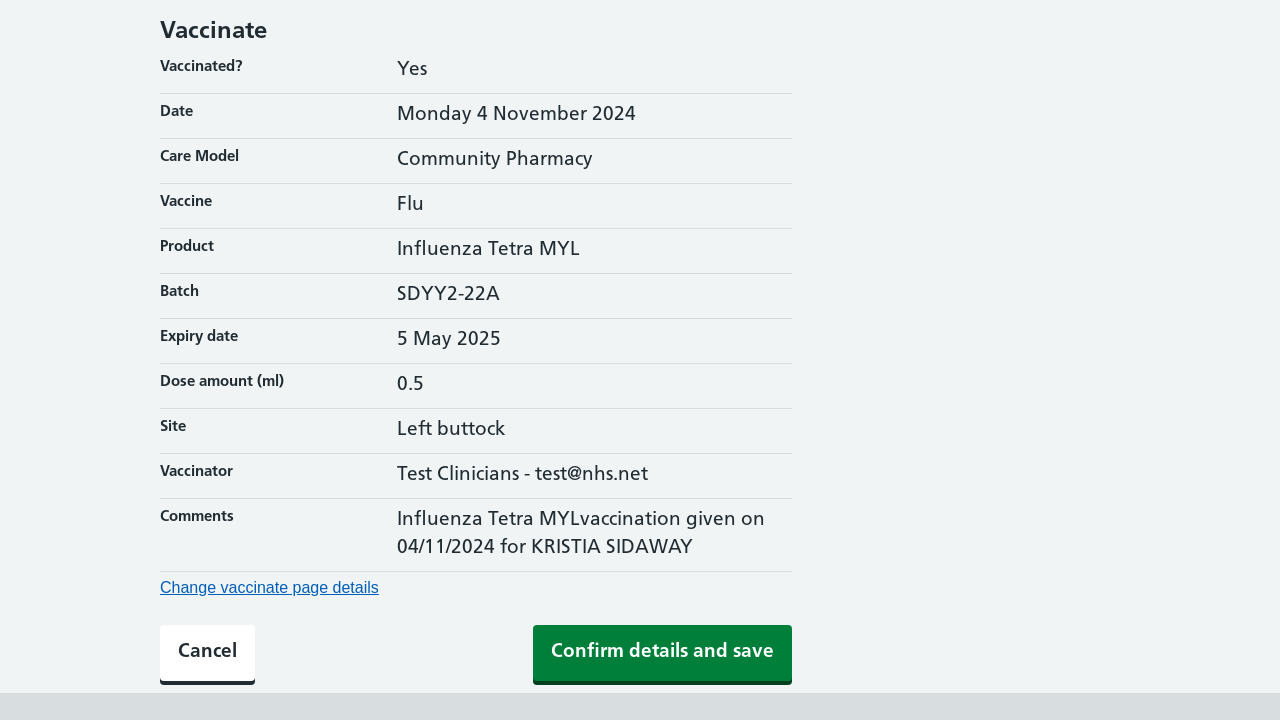 Vaccinate
Vaccinated? Yes
Date Monday 4 November 2024
Care Model Community Pharmacy
Vaccine Flu
Product Influenza Tetra MYL
Batch SDYY2-22A
Expiry date 5 May 2025
Dose amount (ml) 0.5
Site Left buttock
Vaccinator Test Clinicians - test@nhs.net
Comments Influenza Tetra MYLvaccination given on
04/11/2024 for KRISTIA SIDAWAY
Change vaccinate page details
Cancel Confirm details and save